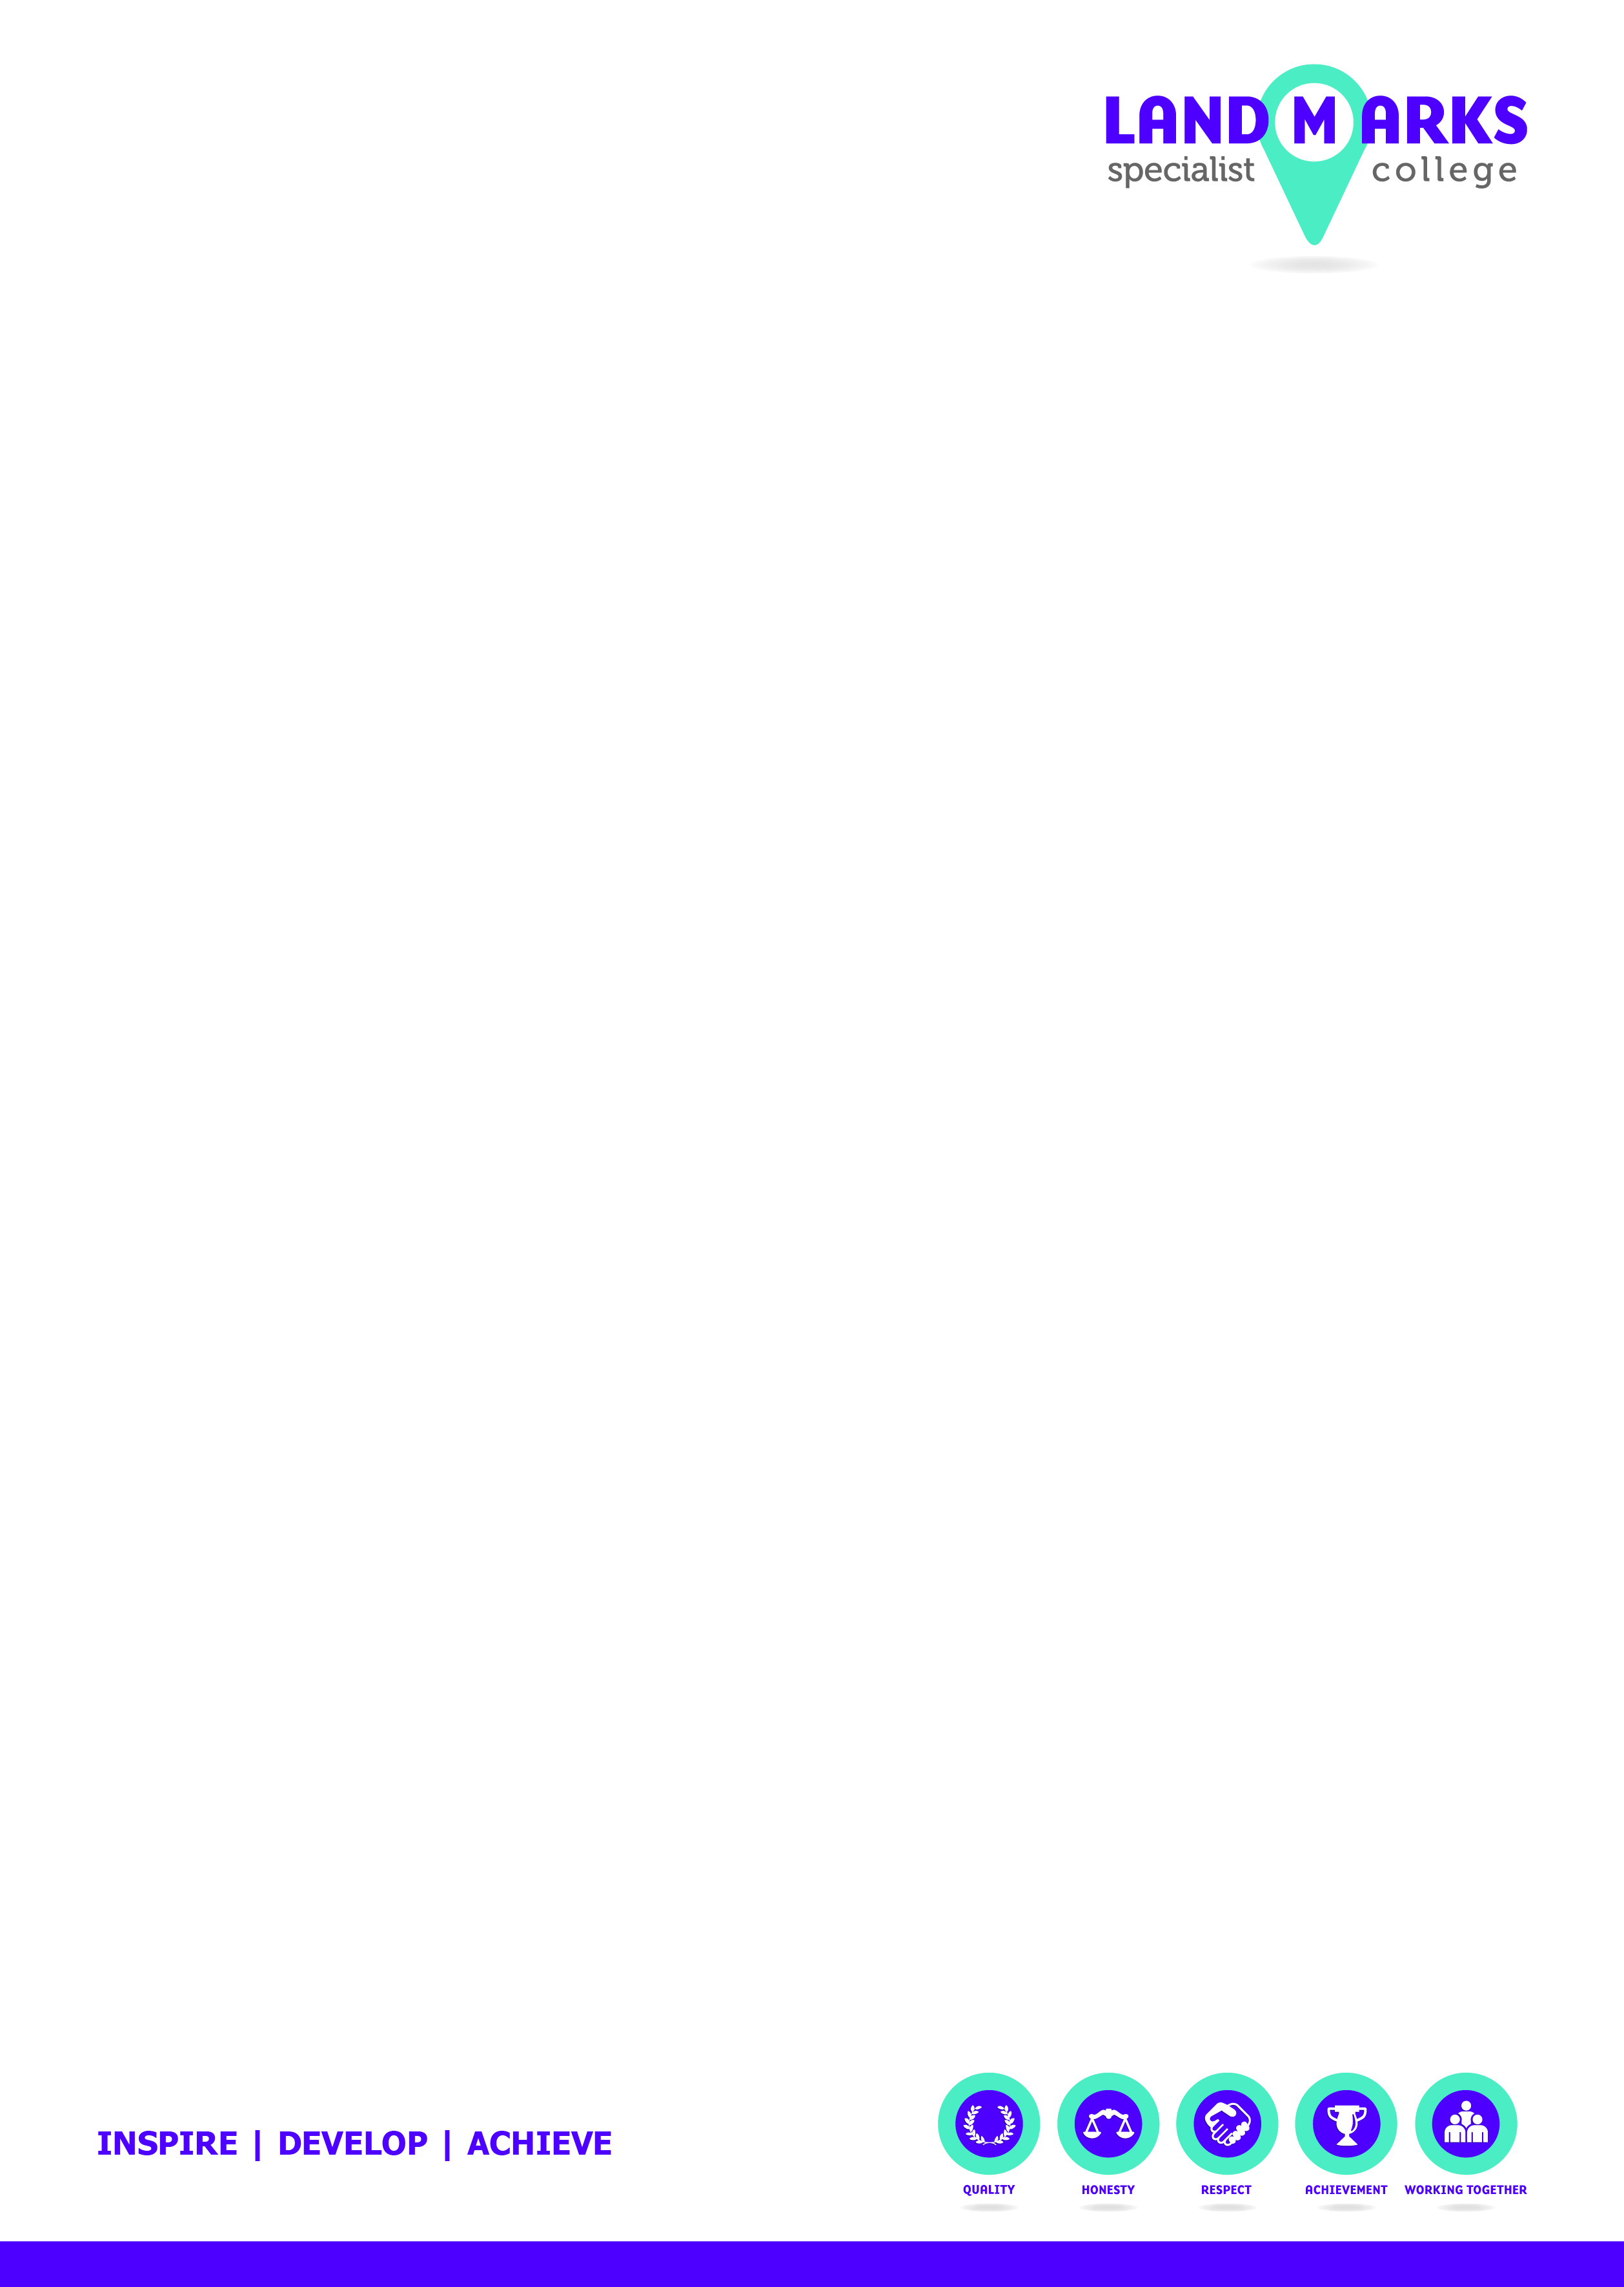 LANDMARKS
specialist college
INSPIRE | DEVELOP | ACHIEVE
QUALITY
HONESTY
RESPECT
ACHIEVEMENT
WORKING TOGETHER